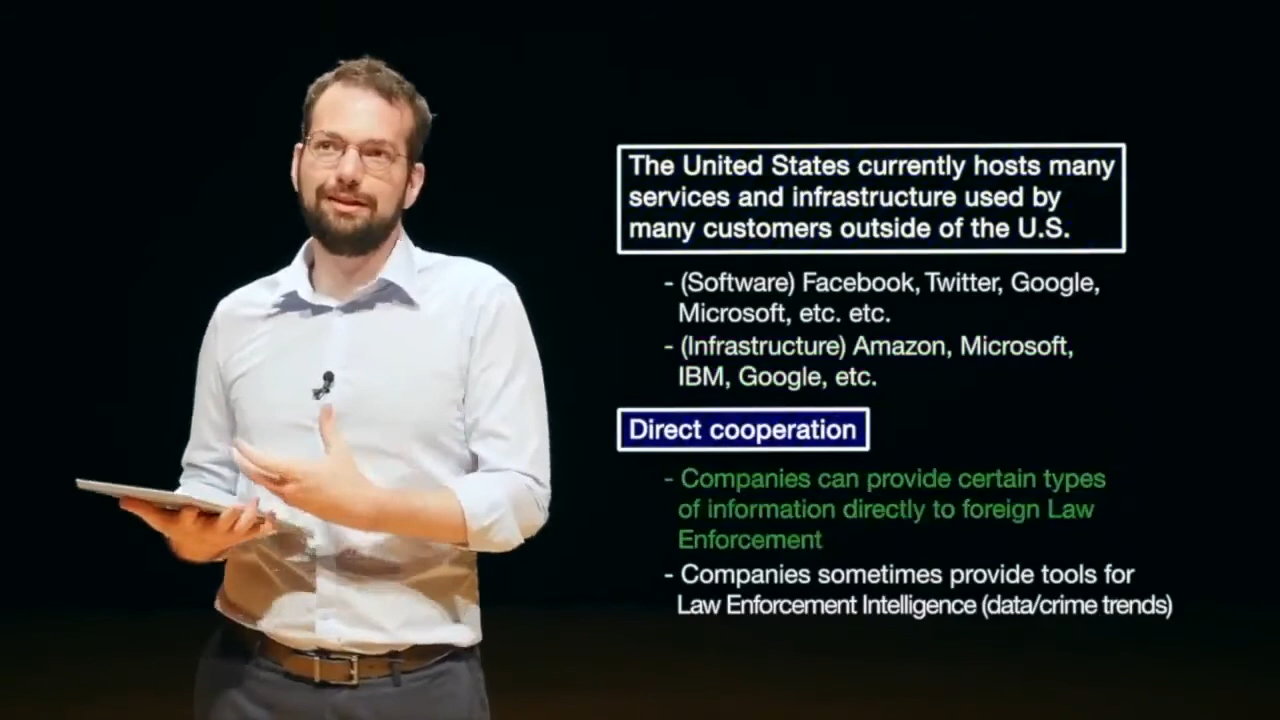 The United States currently hosts many
services and infrastructure used by
many customers outside of the U.S.
- (Software) Facebook, Twitter, Google,
Microsoft, etc. etc.
- (Infrastructure) Amazon, Microsoft,
IBM, Google, etc.
Direct cooperation
- Companies can provide certain types
of information directly to foreign Law
Enforcement
- Companies sometimes provide tools for
Law Enforcement Intelligence (data/crime trends)